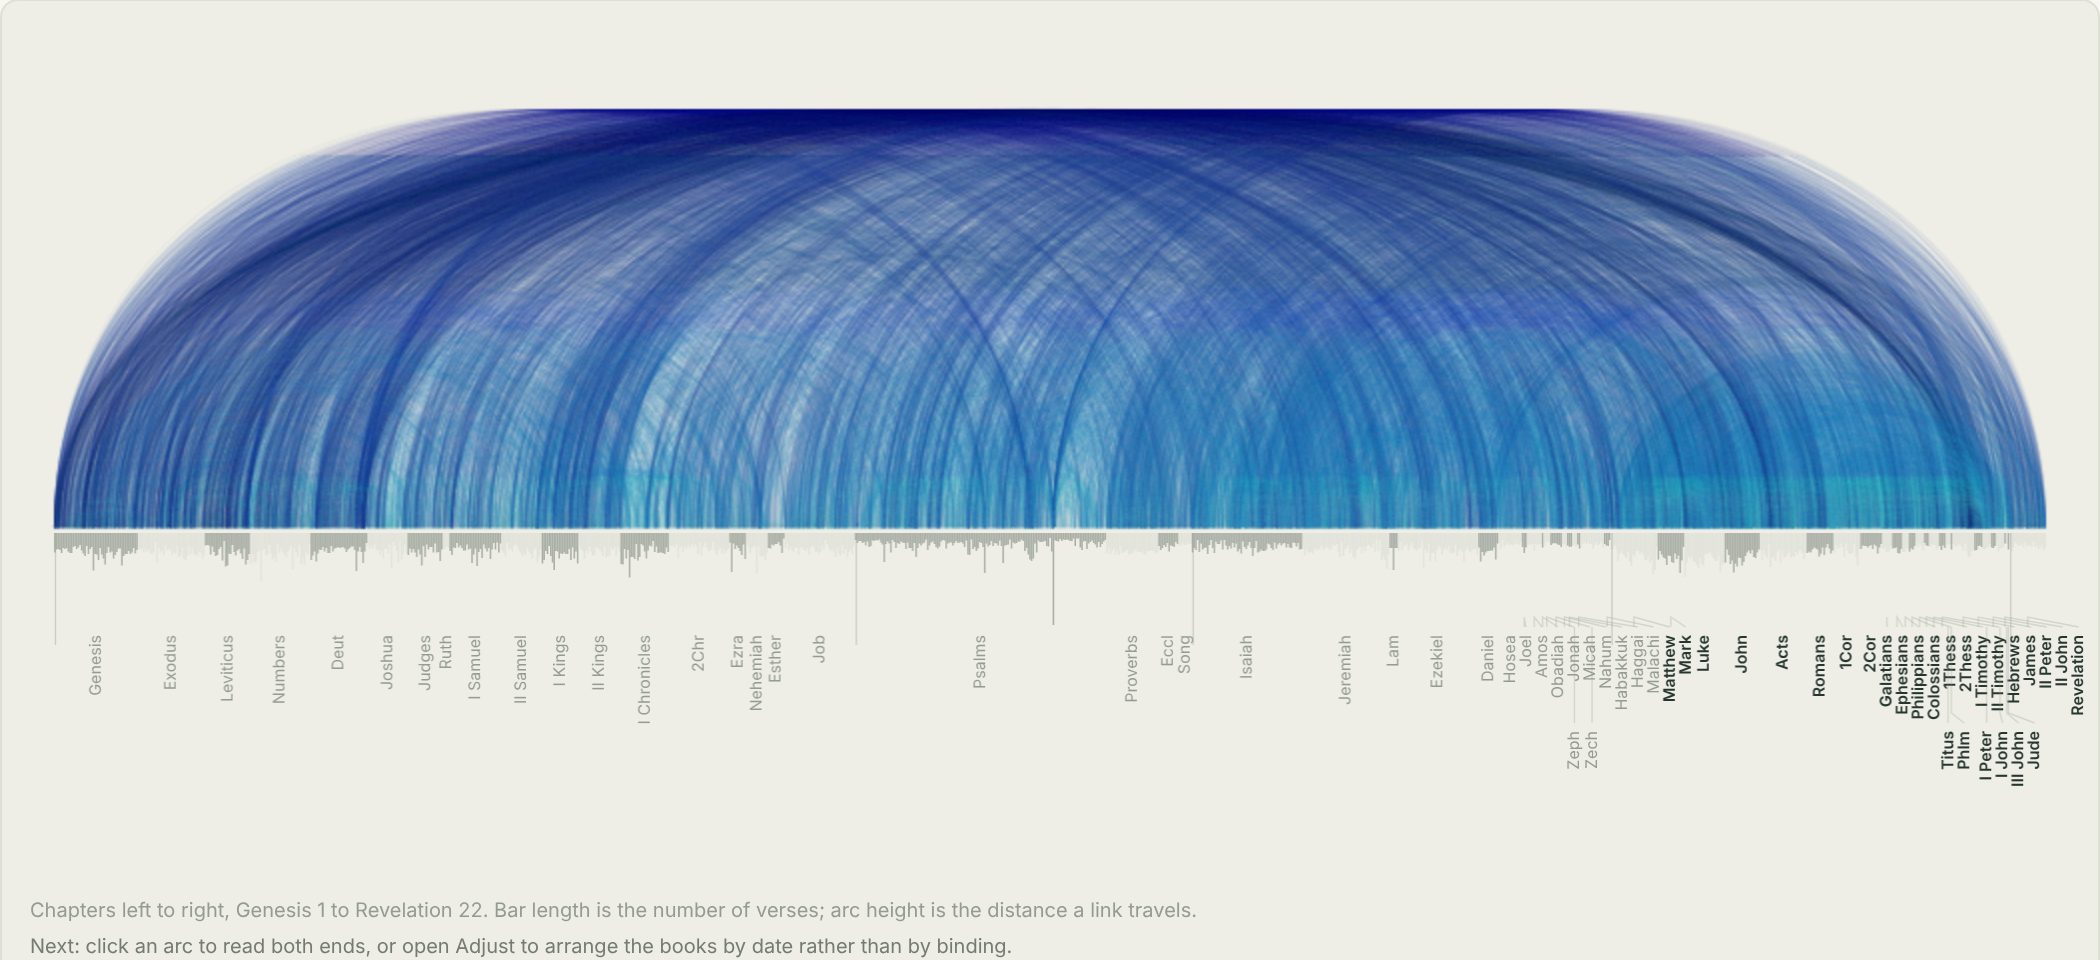 Genesis
Exodus
Leviticus
Numbers
Deut
Joshua
Judges
Ruth
I Samuel
II Samuel
I Kings
II Kings
I Chronicles
2Chr
Ezra
Nehemiah
Esther
Job
Psalms
Proverbs
Eccl
Song
Isaiah
Jeremiah
Lam
Ezekiel
Daniel
Hosea
Joel
Amos
Obadiah
Jonah
Micah
Nahum
Habakkuk
Haggai
Malachi
Matthew
Mark
Luke
John
Acts
Romans
1Cor
2Cor
Galatians
Ephesians
Philippians
Colossians
1Thess
2Thess
I Timothy
II Timothy
Hebrews
James
II Peter
II John
Revelation
Zeph
Zech
Titus
Phlm
I Peter
I John
III John
Jude
Chapters left to right, Genesis 1 to Revelation 22. Bar length is the number of verses; arc height is the distance a link travels.
Next: click an arc to read both ends, or open Adjust to arrange the books by date rather than by binding.